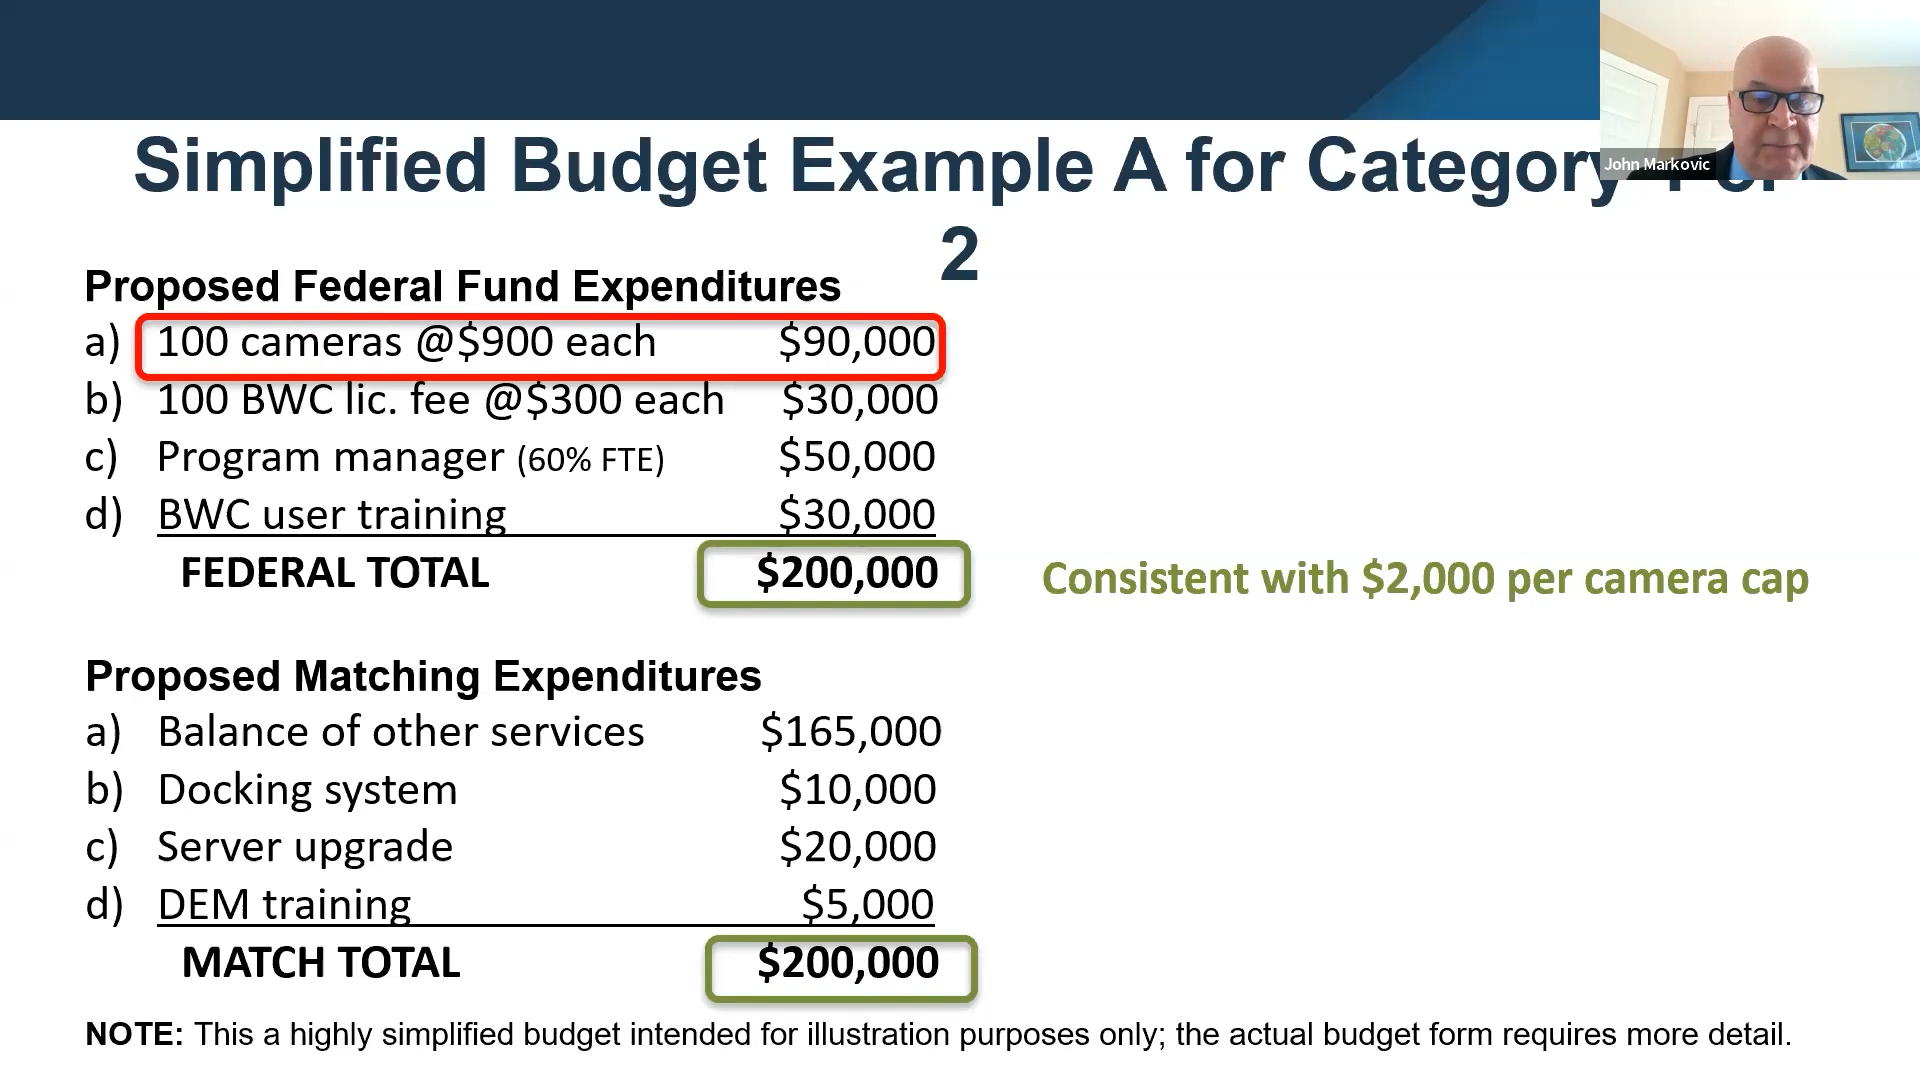 Simplified Budget Example A for Category
2
John Markovic
Proposed Federal Fund Expenditures
a) 100 cameras @$900 each $90,000
b) 100 BWC lic. fee @$300 each $30,000
c) Program manager (60% FTE) $50,000
d) BWC user training $30,000
FEDERAL TOTAL $200,000 Consistent with $2,000 per camera cap
Proposed Matching Expenditures
a) Balance of other services $165,000
b) Docking system $10,000
c) Server upgrade $20,000
d) DEM training $5,000
MATCH TOTAL $200,000
NOTE: This a highly simplified budget intended for illustration purposes only; the actual budget form requires more detail.